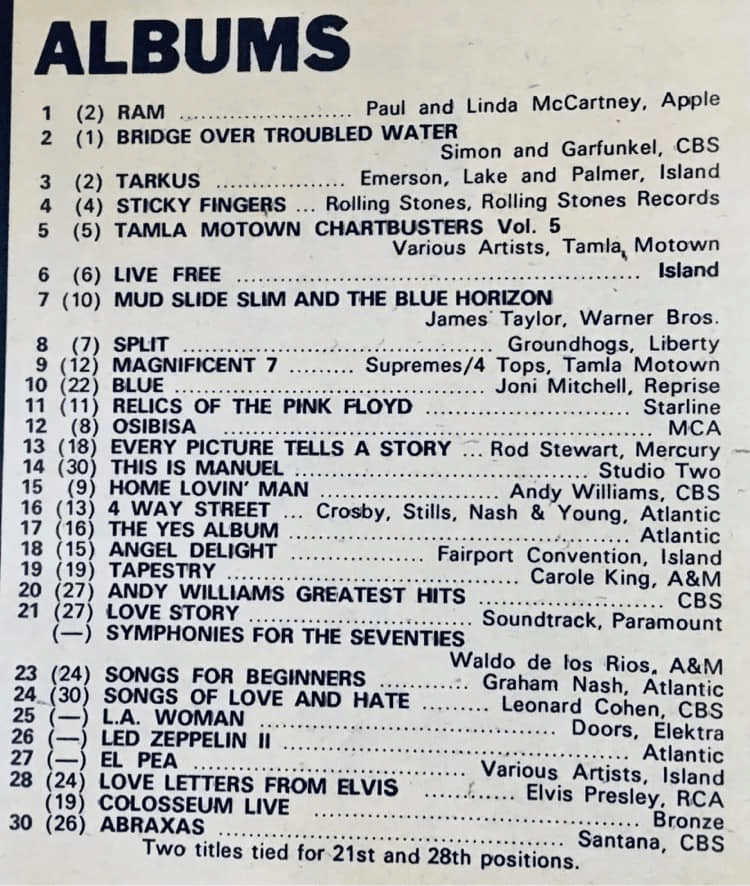 ALBUMS
1 (2) RAM ........................ Paul and Linda McCartney, Apple
2 (1) BRIDGE OVER TROUBLED WATER
Simon and Garfunkel, CBS
3 (2) TARKUS .................. Emerson, Lake and Palmer, Island
4 (4) STICKY FINGERS ... Rolling Stones, Rolling Stones Records
5 (5) TAMLA MOTOWN CHARTBUSTERS Vol. 5
Various Artists, Tamla, Motown
6 (6) LIVE FREE ........................................................ Island
7 (10) MUD SLIDE SLIM AND THE BLUE HORIZON
James Taylor, Warner Bros.
8 (7) SPLIT ............................................. Groundhogs, Liberty
9 (12) MAGNIFICENT 7 ......... Supremes/4 Tops, Tamla Motown
10 (22) BLUE ............................................. Joni Mitchell, Reprise
11 (11) RELICS OF THE PINK FLOYD ............................ Starline
12 (8) OSIBISA ............................................................. MCA
13 (18) EVERY PICTURE TELLS A STORY ... Rod Stewart, Mercury
14 (30) THIS IS MANUEL ......................................... Studio Two
15 (9) HOME LOVIN' MAN ......................... Andy Williams, CBS
16 (13) 4 WAY STREET ... Crosby, Stills, Nash & Young, Atlantic
17 (16) THE YES ALBUM ................................................ Atlantic
18 (15) ANGEL DELIGHT ................. Fairport Convention, Island
19 (19) TAPESTRY ......................................... Carole King, A&M
20 (27) ANDY WILLIAMS GREATEST HITS .......................... CBS
21 (27) LOVE STORY ................................ Soundtrack, Paramount
(—) SYMPHONIES FOR THE SEVENTIES
Waldo de los Rios, A&M
23 (24) SONGS FOR BEGINNERS ............ Graham Nash, Atlantic
24 (30) SONGS OF LOVE AND HATE ......... Leonard Cohen, CBS
25 (—) L.A. WOMAN ......................................... Doors, Elektra
26 (—) LED ZEPPELIN II ................................................ Atlantic
27 (—) EL PEA ....................................... Various Artists, Island
28 (24) LOVE LETTERS FROM ELVIS ............ Elvis Presley, RCA
(19) COLOSSEUM LIVE ............................................. Bronze
30 (26) ABRAXAS ............................................... Santana, CBS
Two titles tied for 21st and 28th positions.